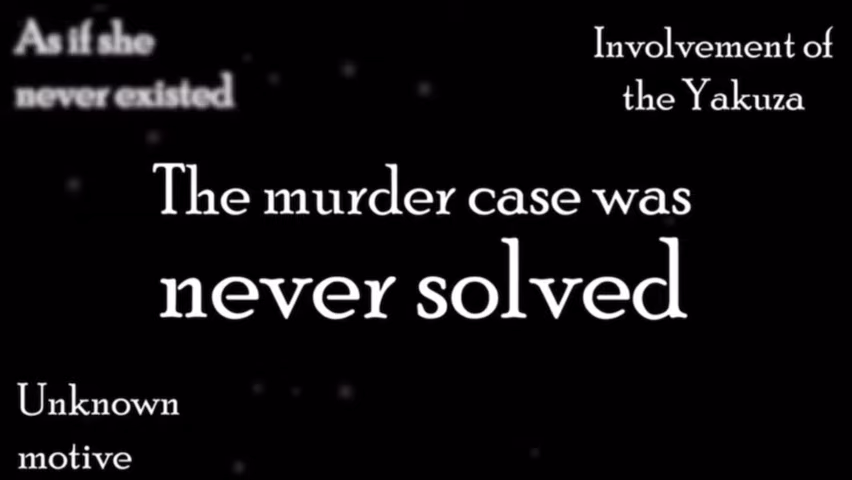 As if she
never existed
Involvement of
the Yakuza
The murder case was
never solved
Unknown
motive